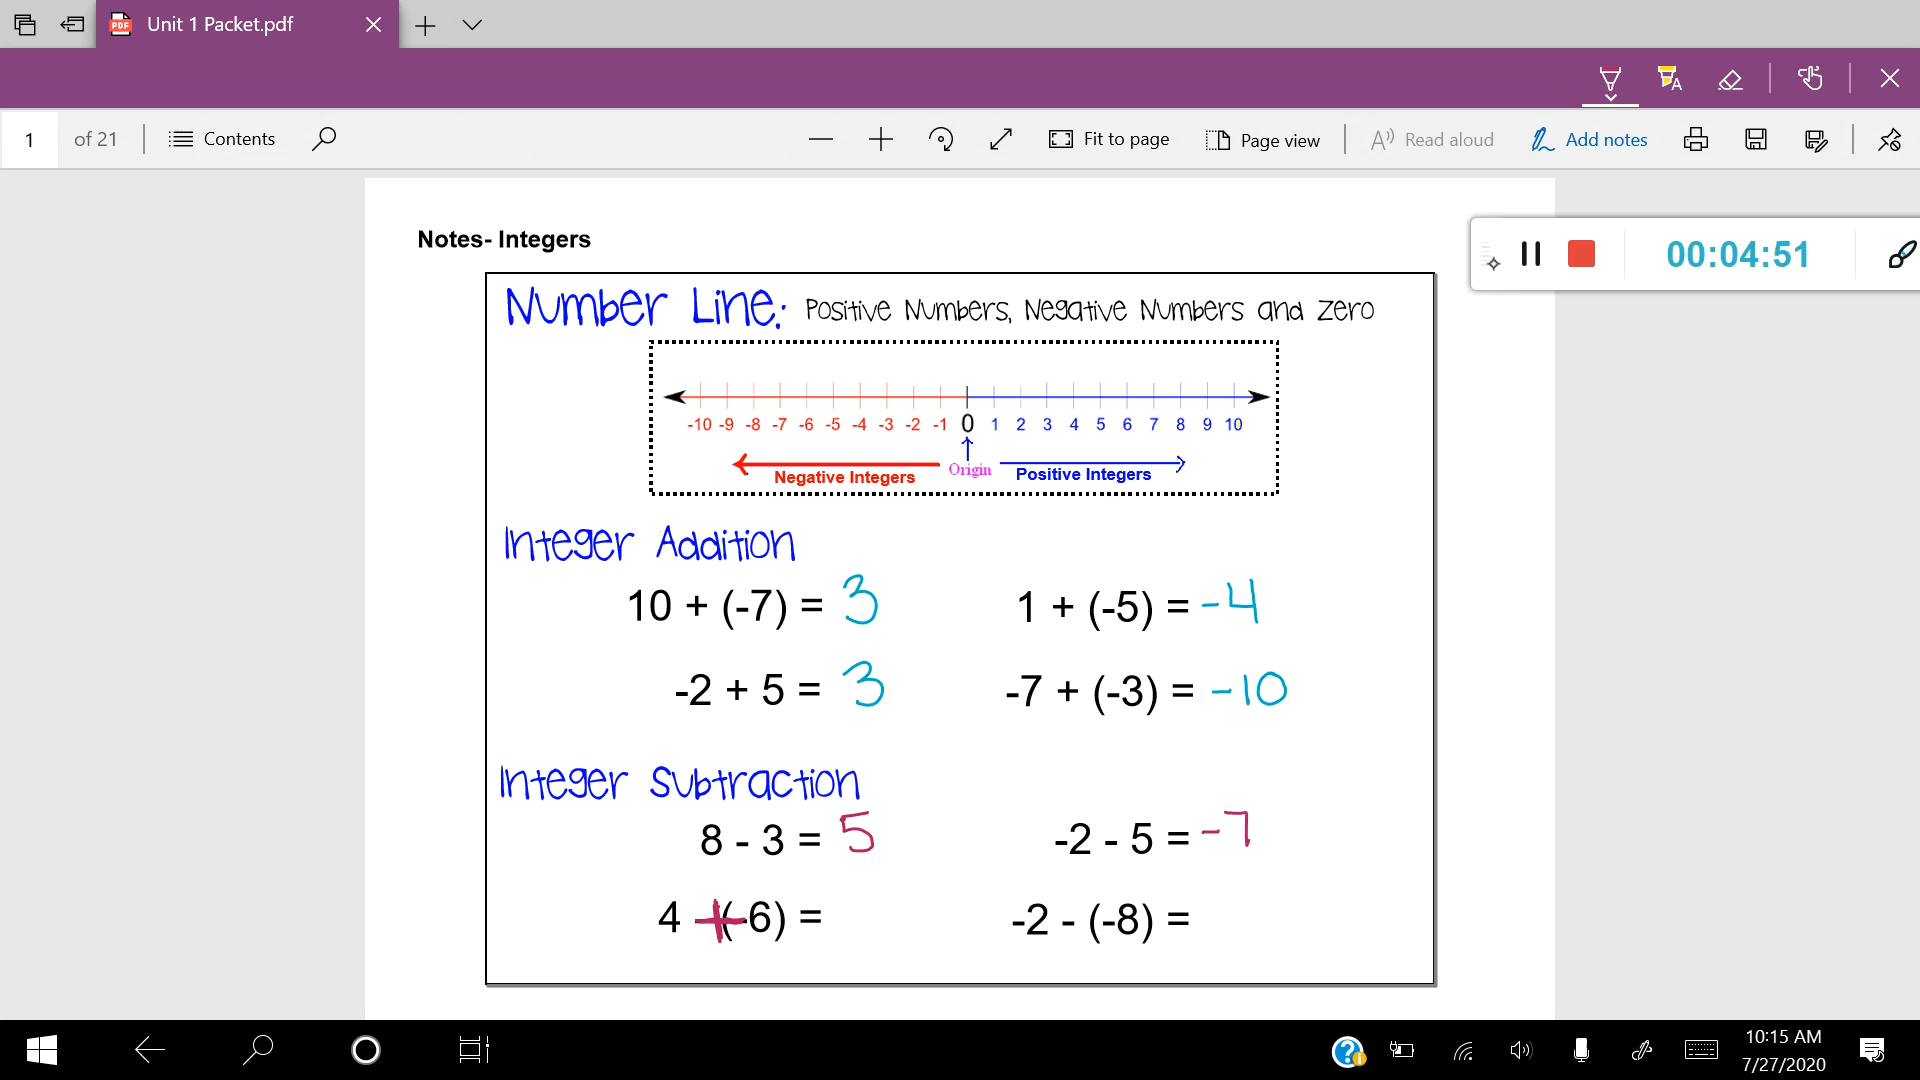 Unit 1 Packet.pdf
1 of 21 Contents Fit to page Page view Read aloud Add notes
Notes- Integers
00:04:51
Number Line: Positive Numbers, Negative Numbers and Zero
-10 -9 -8 -7 -6 -5 -4 -3 -2 -1 0 1 2 3 4 5 6 7 8 9 10
Negative Integers Origin Positive Integers
Integer Addition
10 + (-7) = 3 1 + (-5) = -4
-2 + 5 = 3 -7 + (-3) = -10
Integer Subtraction
8 - 3 = 5 -2 - 5 = -7
4 +(-6) = -2 - (-8) =
10:15 AM
7/27/2020